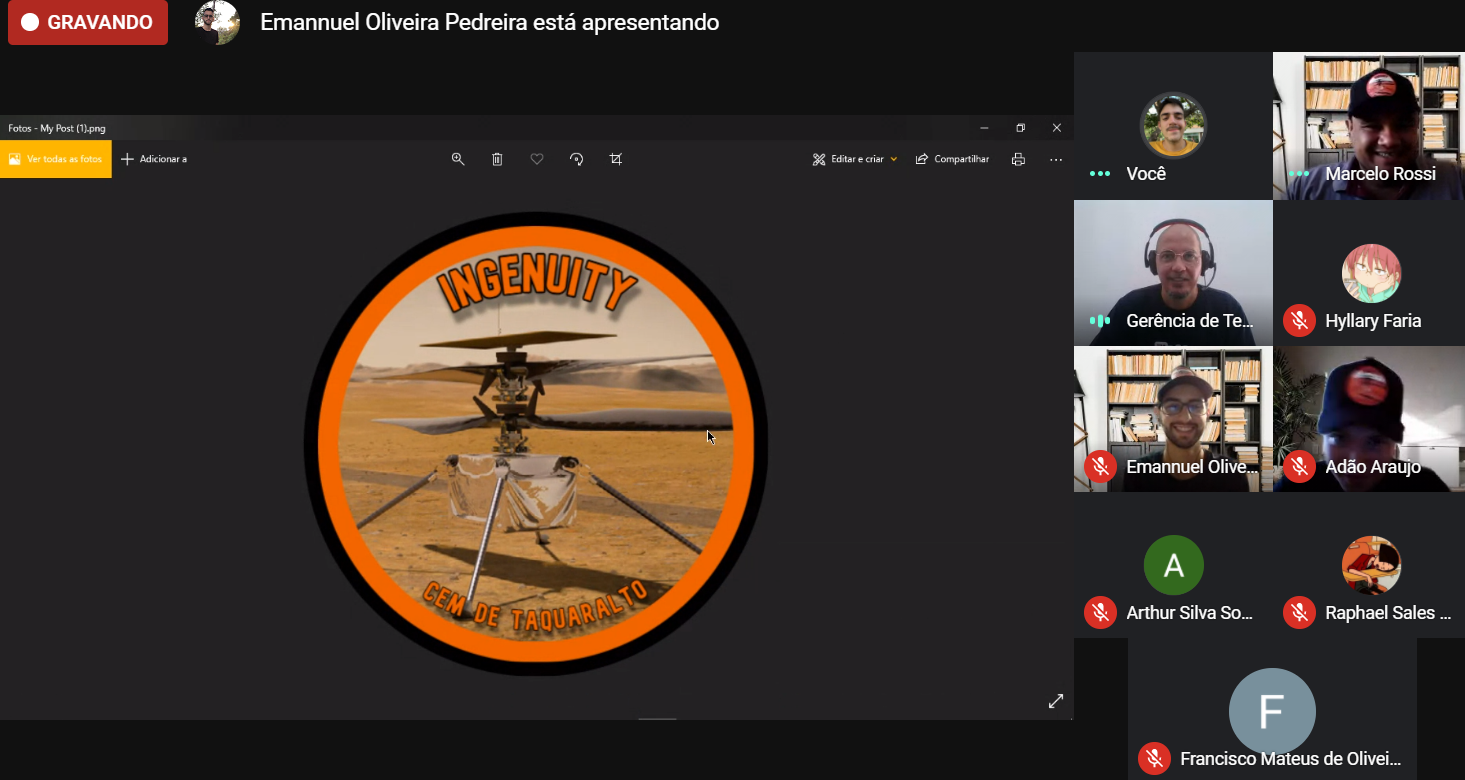 GRAVANDO
Emannuel Oliveira Pedreira está apresentando
Fotos - My Post (1).png
Ver todas as fotos
Adicionar a
Editar e criar
Compartilhar
INGENUITY
CEM DE TAQUARALTO
Você
Marcelo Rossi
Gerência de Te...
Hyllary Faria
Emannuel Olive...
Adão Araujo
A
Arthur Silva So...
Raphael Sales ...
F
Francisco Mateus de Olivei...